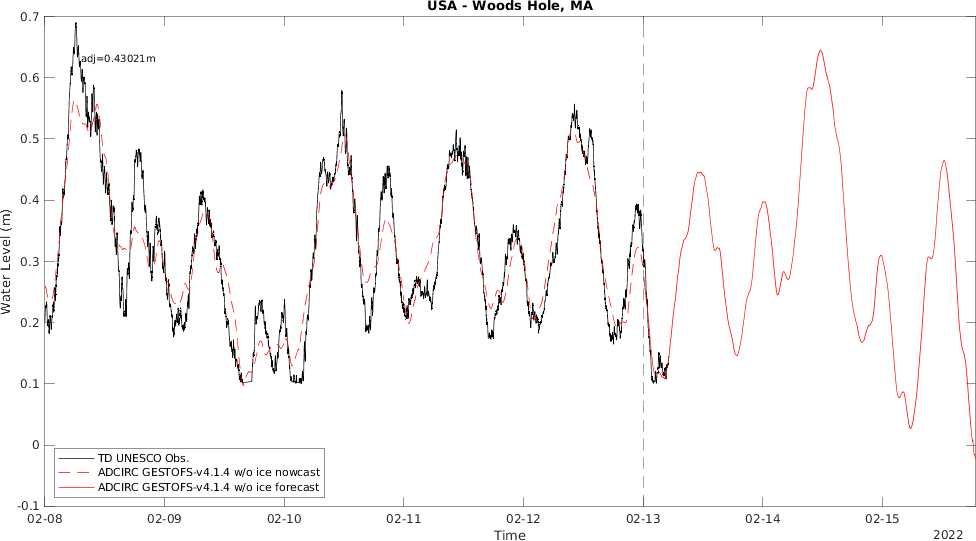 USA - Woods Hole, MA
0.7
adj=0.43021m
0.6
0.5
0.4
0.3
0.2
0.1
0
-0.1
Water Level (m)
TD UNESCO Obs.
ADCIRC GESTOFS-v4.1.4 w/o ice nowcast
ADCIRC GESTOFS-v4.1.4 w/o ice forecast
02-08 02-09 02-10 02-11 02-12 02-13 02-14 02-15
Time
2022